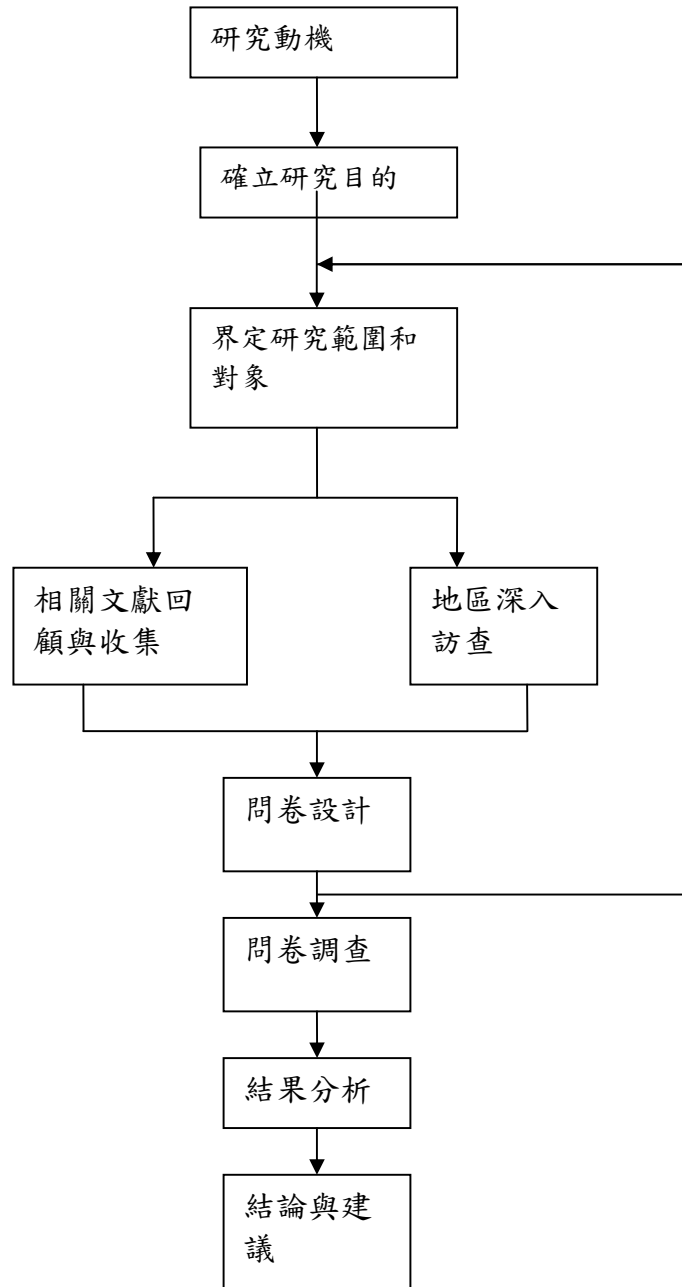 研究動機
確立研究目的
界定研究範圍和
對象
相關文獻回
顧與收集
地區深入
訪查
問卷設計
問卷調查
結果分析
結論與建
議